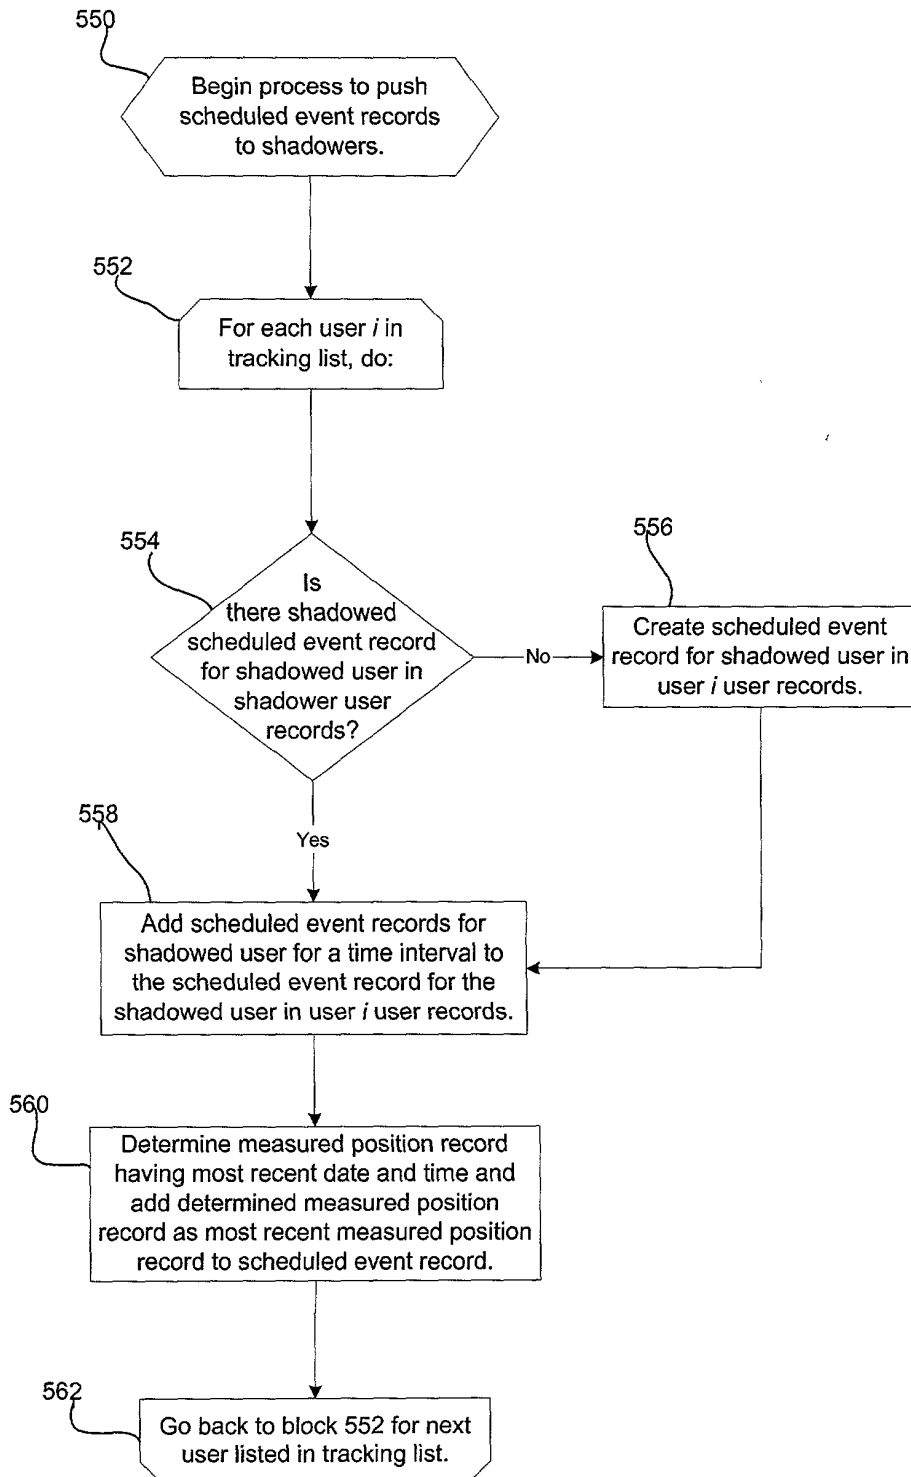 550
Begin process to push
scheduled event records
to shadowers.
552
For each user i in
tracking list, do:
554
Is
there shadowed
scheduled event record
for shadowed user in
shadower user
records?
No
556
Create scheduled event
record for shadowed user in
user i user records.
Yes
558
Add scheduled event records for
shadowed user for a time interval to
the scheduled event record for the
shadowed user in user i user records.
560
Determine measured position record
having most recent date and time and
add determined measured position
record as most recent measured position
record to scheduled event record.
562
Go back to block 552 for next
user listed in tracking list.